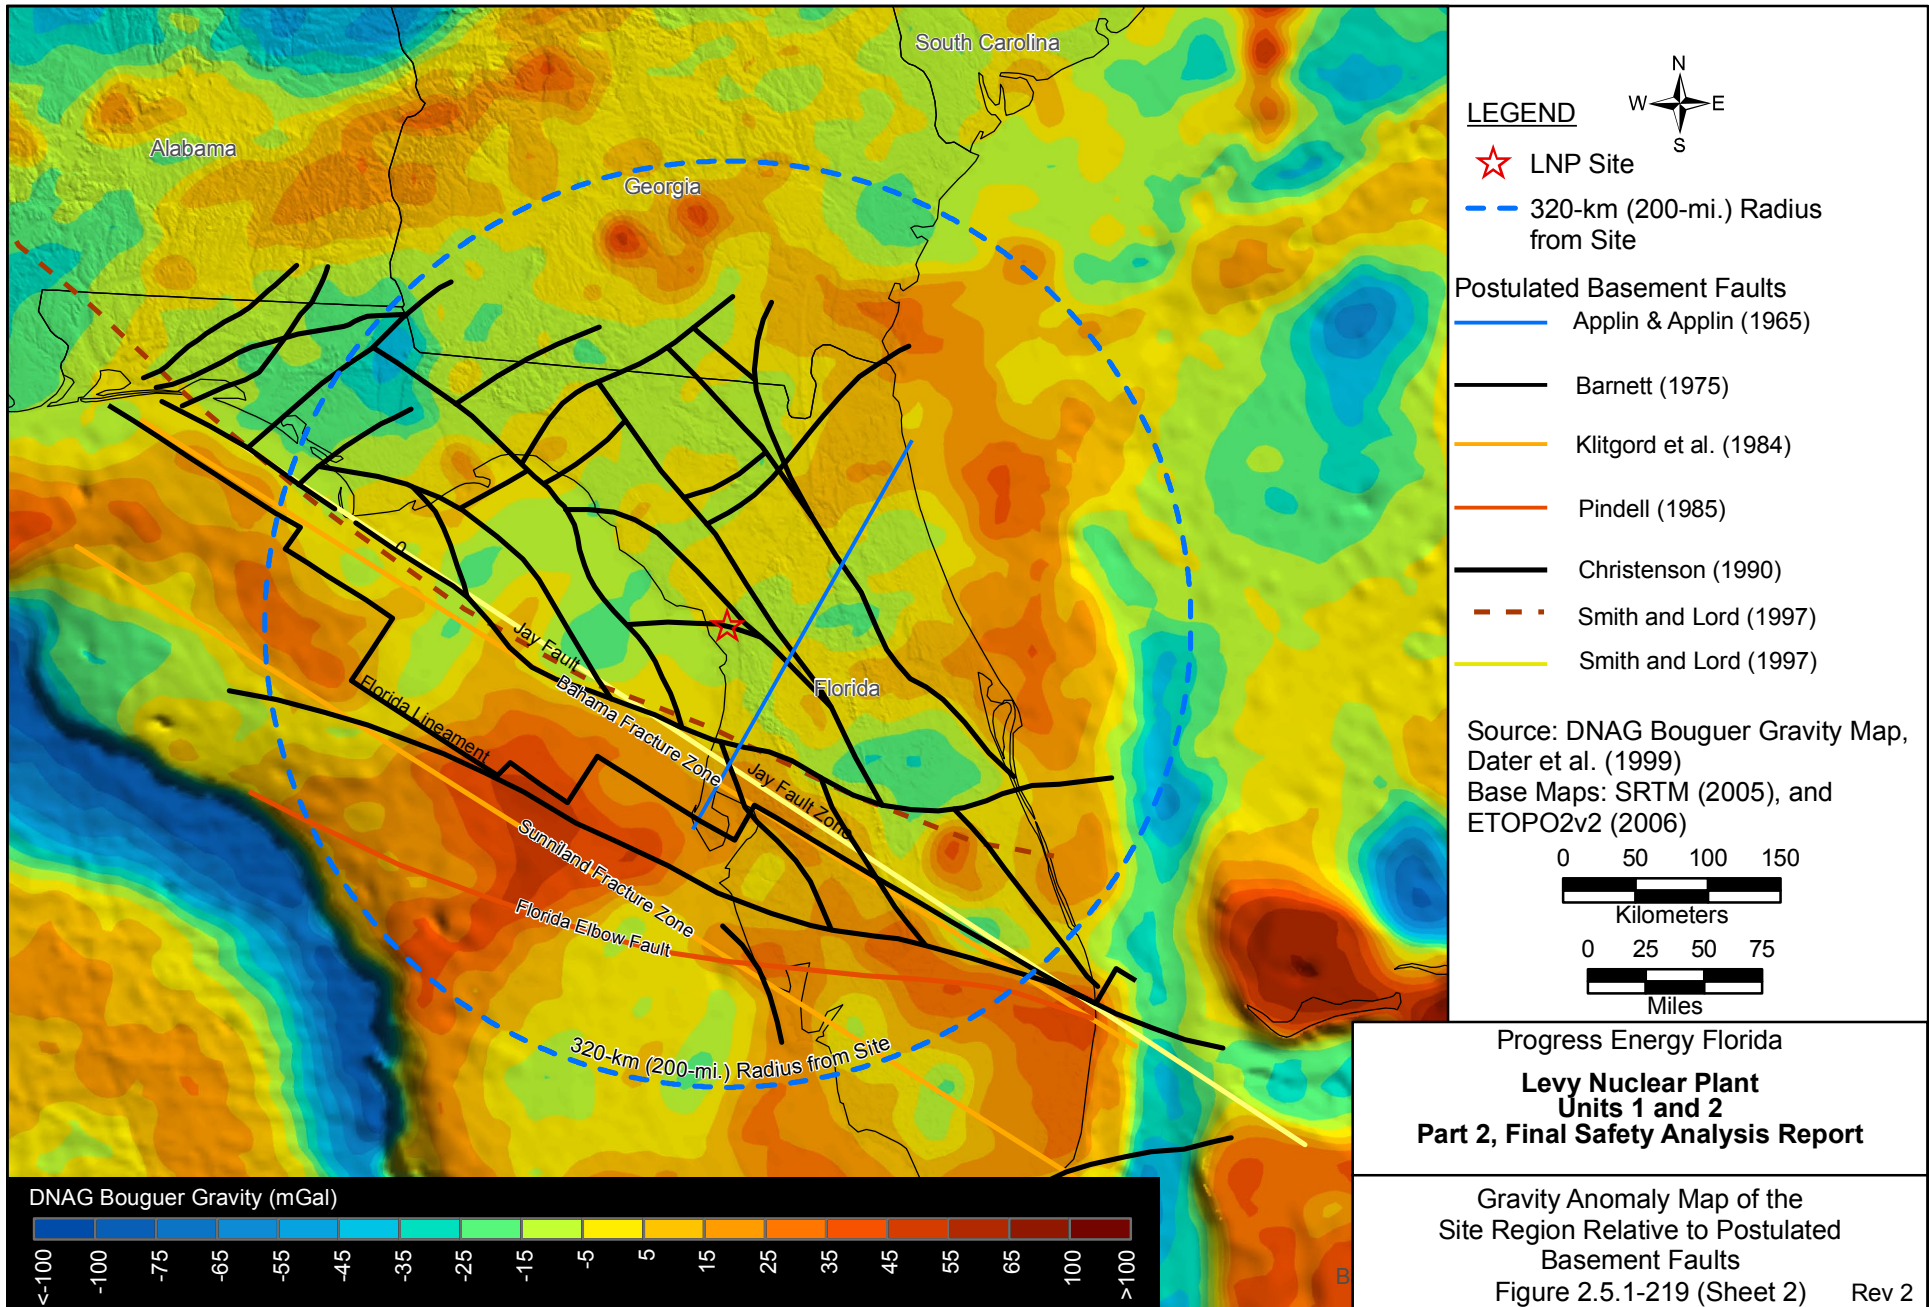 South Carolina
Alabama
Georgia
Florida
0
Jay Fault
Bahama Fracture Zone
Jay Fault Zone
Florida Lineament
Sunniland Fracture Zone
Florida Elbow Fault
320-km (200-mi.) Radius from Site
B
DNAG Bouguer Gravity (mGal)
<-100 -100 -75 -65 -55 -45 -35 -25 -15 -5 5 15 25 35 45 55 65 100 >100
N
W E
S
LEGEND
LNP Site
320-km (200-mi.) Radius
from Site
Postulated Basement Faults
Applin & Applin (1965)
Barnett (1975)
Klitgord et al. (1984)
Pindell (1985)
Christenson (1990)
Smith and Lord (1997)
Smith and Lord (1997)
Source: DNAG Bouguer Gravity Map,
Dater et al. (1999)
Base Maps: SRTM (2005), and
ETOPO2v2 (2006)
0 50 100 150
Kilometers
0 25 50 75
Miles
Progress Energy Florida
Levy Nuclear Plant
Units 1 and 2
Part 2, Final Safety Analysis Report
Gravity Anomaly Map of the
Site Region Relative to Postulated
Basement Faults
Figure 2.5.1-219 (Sheet 2) Rev 2